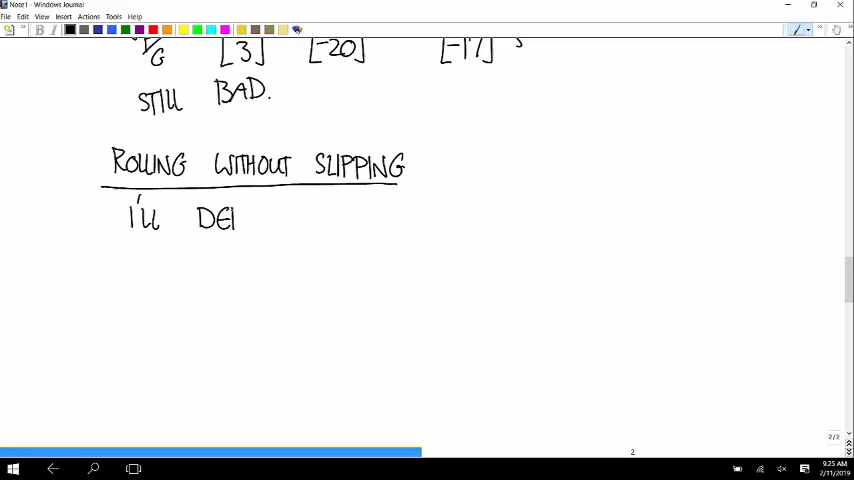 Note1 - Windows Journal
File Edit View Insert Actions Tools Help
B I
P/G [3] [-20] [-17] s
STILL BAD.
ROLLING WITHOUT SLIPPING
I'LL DEI
2/2
2
9:25 AM
2/11/2019